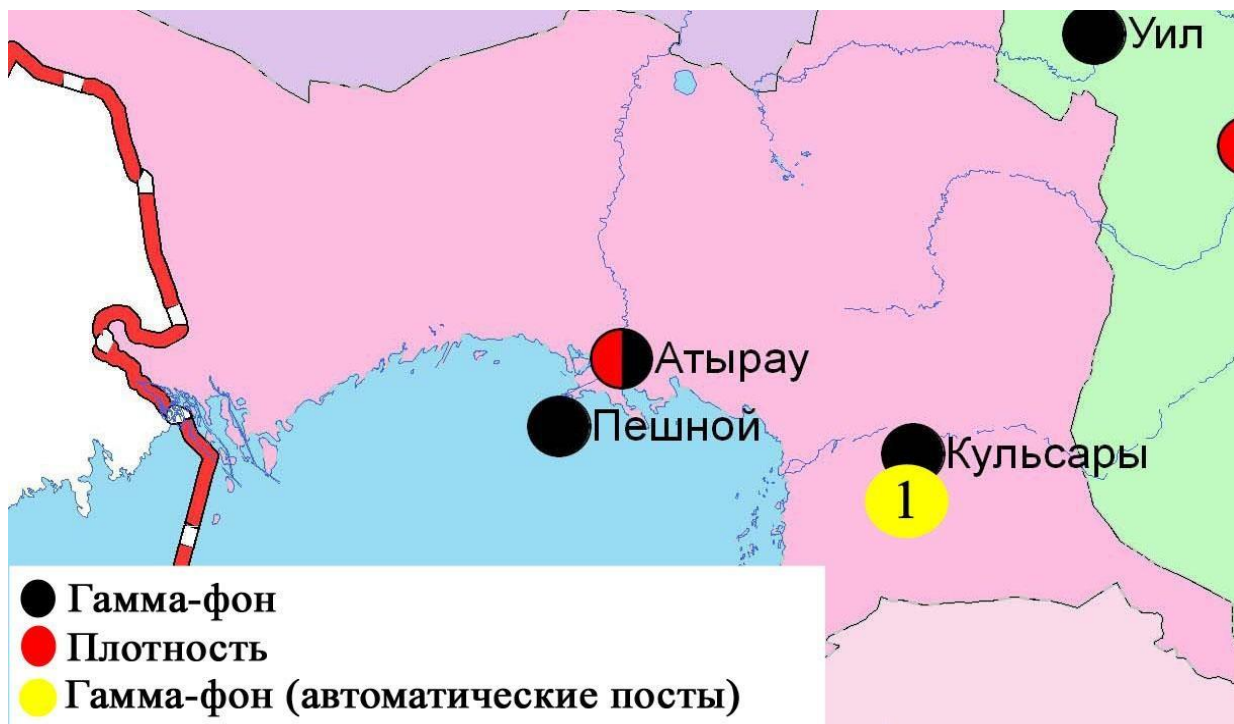 Уил
Атырау
Пешной
Кульсары
1
Гамма-фон
Плотность
Гамма-фон (автоматические посты)